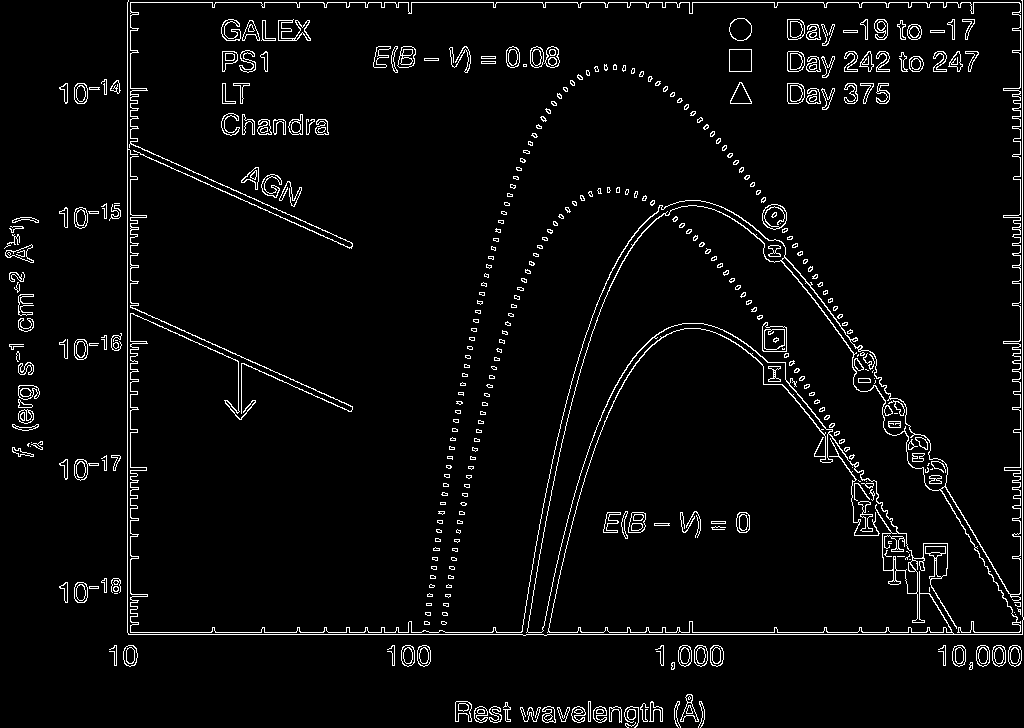 GALEX
PS1
LT
Chandra
E(B – V) = 0.08
Day –19 to –17
Day 242 to 247
Day 375
AGN
E(B – V) = 0
10⁻¹⁴
10⁻¹⁵
10⁻¹⁶
10⁻¹⁷
10⁻¹⁸
fλ (erg s⁻¹ cm⁻² Å⁻¹)
10 100 1,000 10,000
Rest wavelength (Å)